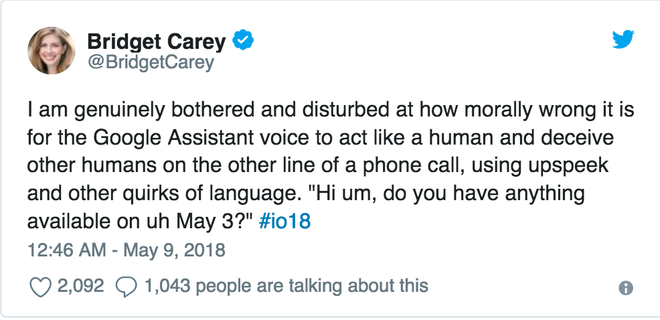 Bridget Carey
@BridgetCarey
I am genuinely bothered and disturbed at how morally wrong it is
for the Google Assistant voice to act like a human and deceive
other humans on the other line of a phone call, using upspeek
and other quirks of language. "Hi um, do you have anything
available on uh May 3?" #io18
12:46 AM - May 9, 2018
2,092 1,043 people are talking about this